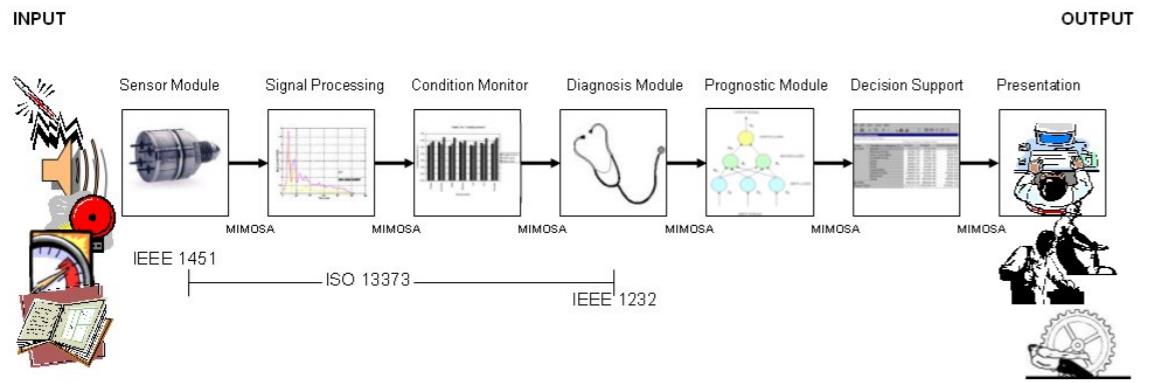 INPUT
OUTPUT
Sensor Module
Signal Processing
Condition Monitor
Diagnosis Module
Prognostic Module
Decision Support
Presentation
MIMOSA
MIMOSA
MIMOSA
MIMOSA
MIMOSA
MIMOSA
IEEE 1451
ISO 13373
IEEE 1232